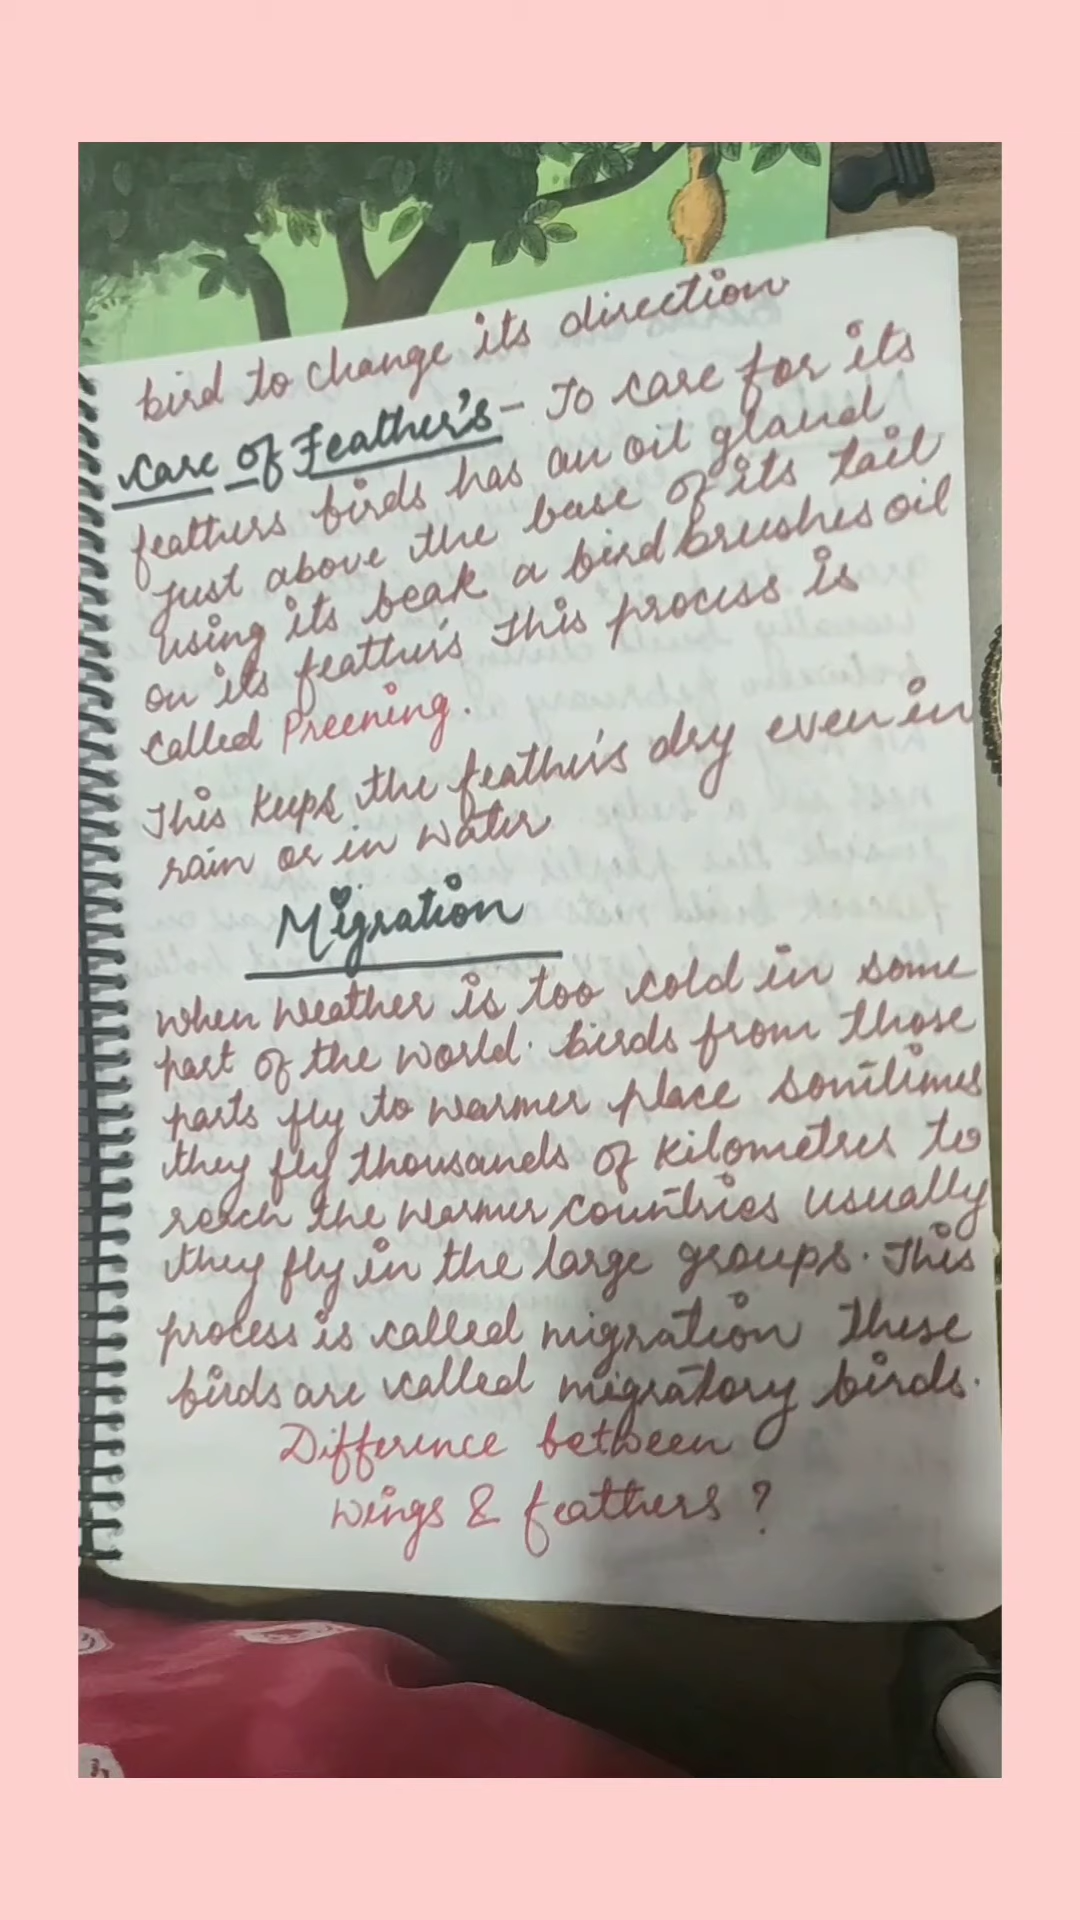 bird to change its direction
Care of Feather's - To care for its
feathers birds has an oil gland
just above the base of its tail
using its beak a bird brushes oil
on its feather's This process is
called Preening.
This keeps the feather's dry even in
rain or in water
Migration
When weather is too cold in some
part of the world. birds from those
parts fly to warmer place sometimes
they fly thousands of kilometres to
reach the warmer countries usually
they fly in the large groups. This
process is called migration These
birds are called migratory birds.
Difference between
wings & feathers ?